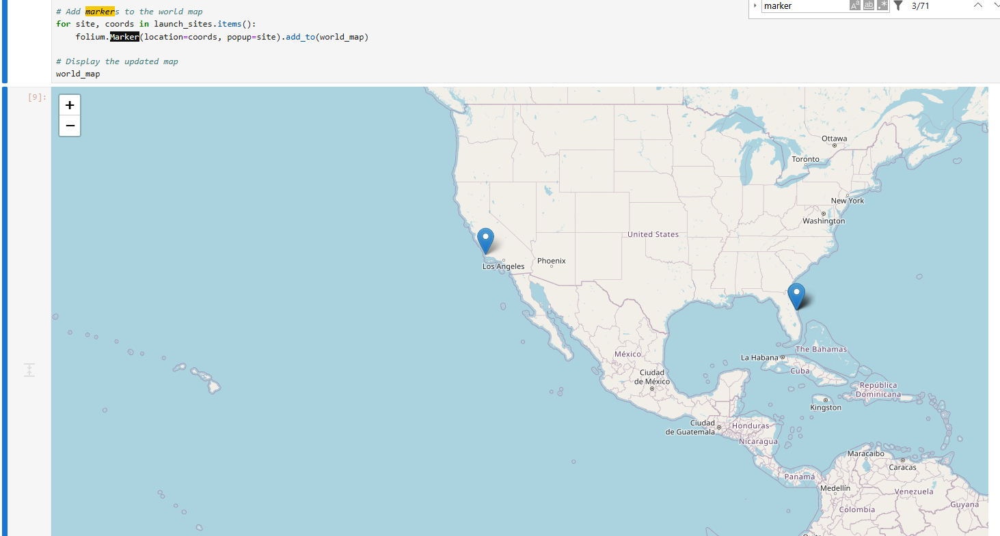 # Add markers to the world map
for site, coords in launch_sites.items():
    folium.Marker(location=coords, popup=site).add_to(world_map)
# Display the updated map
world_map
marker
Aa
ab
.*
3/71
[9]:
+
−
Ottawa
Toronto
New York
Washington
United States
Los Angeles
Phoenix
México
Ciudad
de México
La Habana
The Bahamas
Cuba
República
Dominicana
Kingston
Ciudad
de Guatemala
Honduras
Nicaragua
Maracaibo
Caracas
Panamá
Medellín
Venezuela
Colombia
Guyana